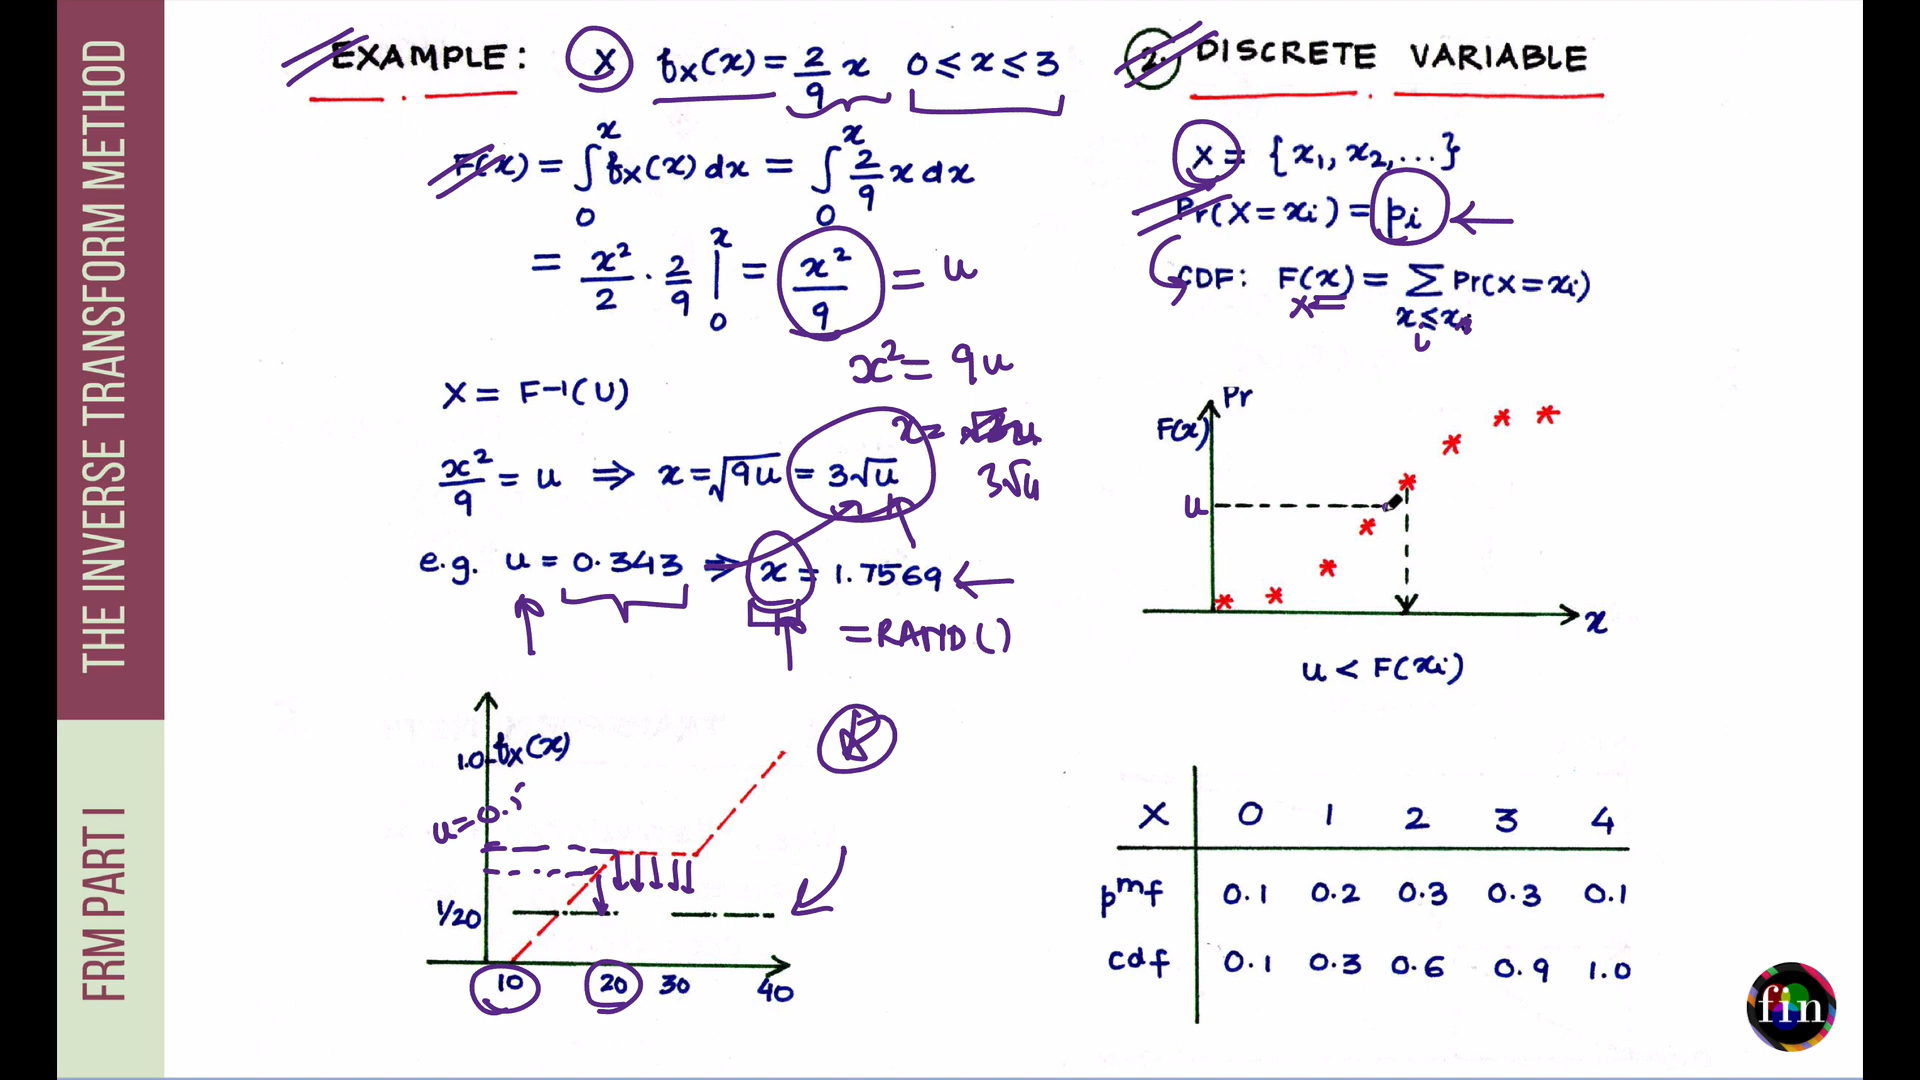 THE INVERSE TRANSFORM METHOD
FRM PART I
EXAMPLE: X fx(x) = 2/9 x 0 ≤ x ≤ 3
F(x) = ∫₀ˣ fx(x) dx = ∫₀ˣ 2/9 x dx
= x²/2 · 2/9 |₀ˣ = x²/9 = u
x² = 9u
X = F⁻¹(U)
x =
x²/9 = u ⇒ x = √9u = 3√u
3√u
e.g. u = 0.343 ⇒ x = 1.7569
=RAND()
1.0 fx(x)
u=0.5
1/20
10 20 30 40
2. DISCRETE VARIABLE
X = {x₁, x₂, ...}
Pr(X = xi) = pi
CDF: F(x) = Σ Pr(X = xi)
x ≤ xi
Pr
F(x)
u
x
u < F(xi)
X 0 1 2 3 4
pmf 0.1 0.2 0.3 0.3 0.1
cdf 0.1 0.3 0.6 0.9 1.0
fin